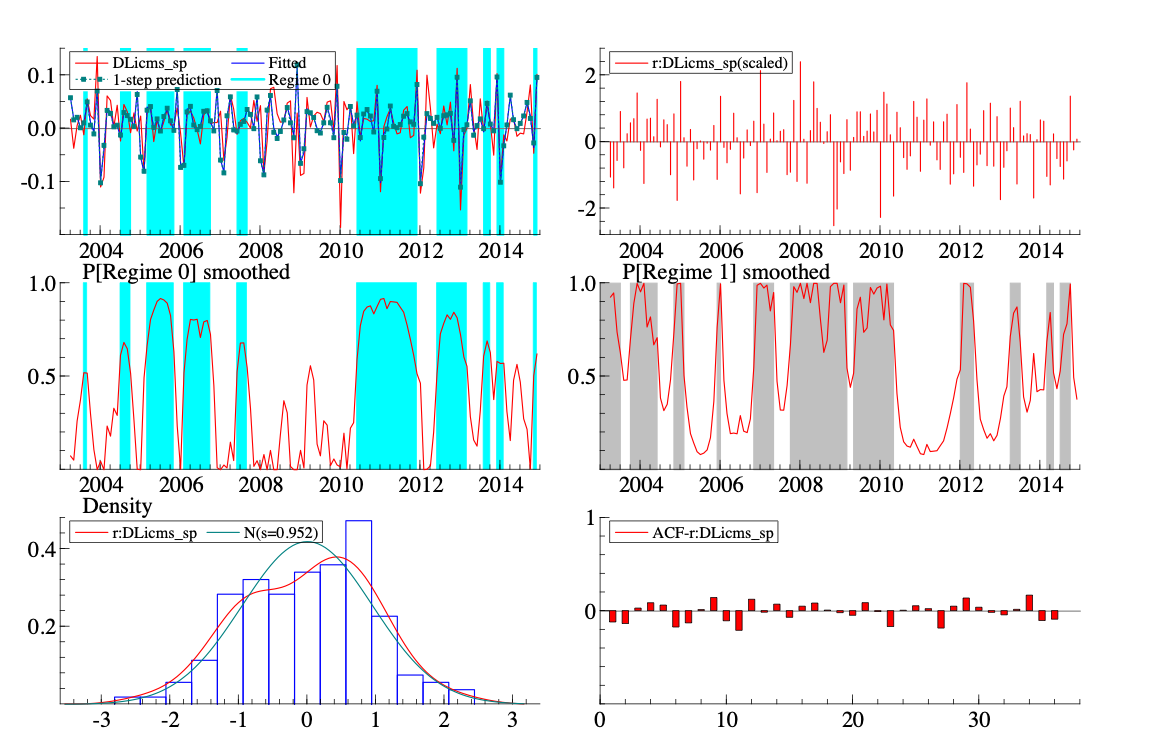 DLicms_sp Fitted
1-step prediction Regime 0
0.1
0.0
-0.1
2004 2006 2008 2010 2012 2014
r:DLicms_sp(scaled)
2
0
-2
2004 2006 2008 2010 2012 2014
P[Regime 0] smoothed
1.0
0.5
2004 2006 2008 2010 2012 2014
P[Regime 1] smoothed
1.0
0.5
2004 2006 2008 2010 2012 2014
Density
r:DLicms_sp N(s=0.952)
0.4
0.2
-3 -2 -1 0 1 2 3
1
ACF-r:DLicms_sp
0
0 10 20 30